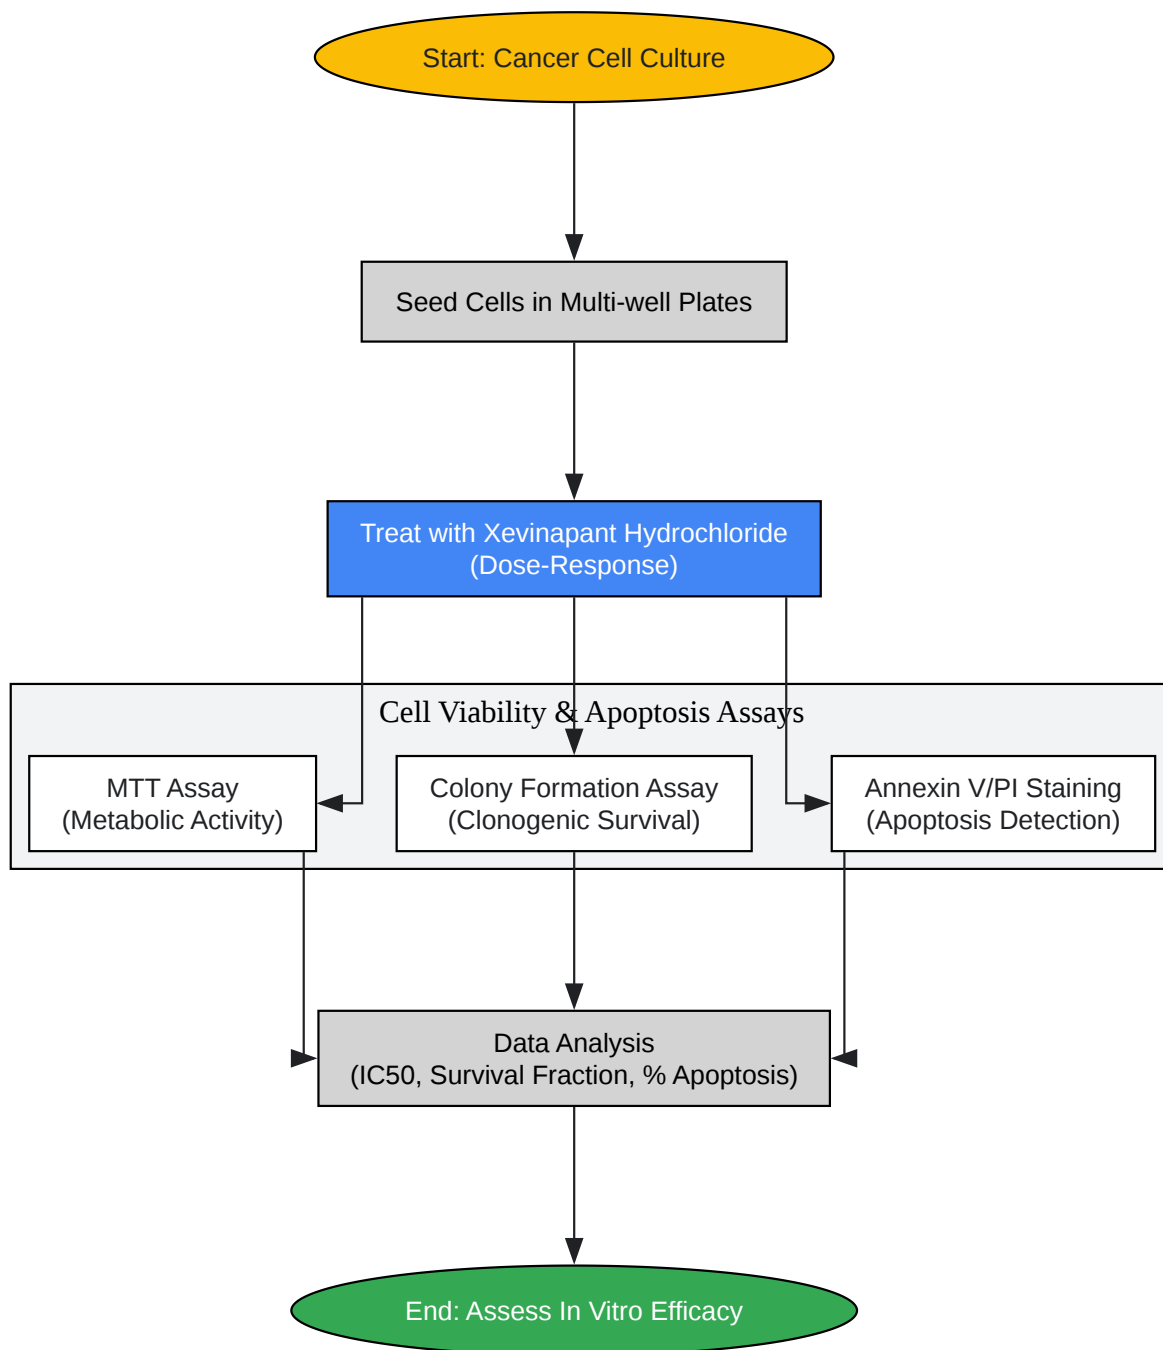 Start: Cancer Cell Culture
Seed Cells in Multi-well Plates
Treat with Xevinapant Hydrochloride
(Dose-Response)
Cell Viability & Apoptosis Assays
MTT Assay
(Metabolic Activity)
Colony Formation Assay
(Clonogenic Survival)
Annexin V/PI Staining
(Apoptosis Detection)
Data Analysis
(IC50, Survival Fraction, % Apoptosis)
End: Assess In Vitro Efficacy